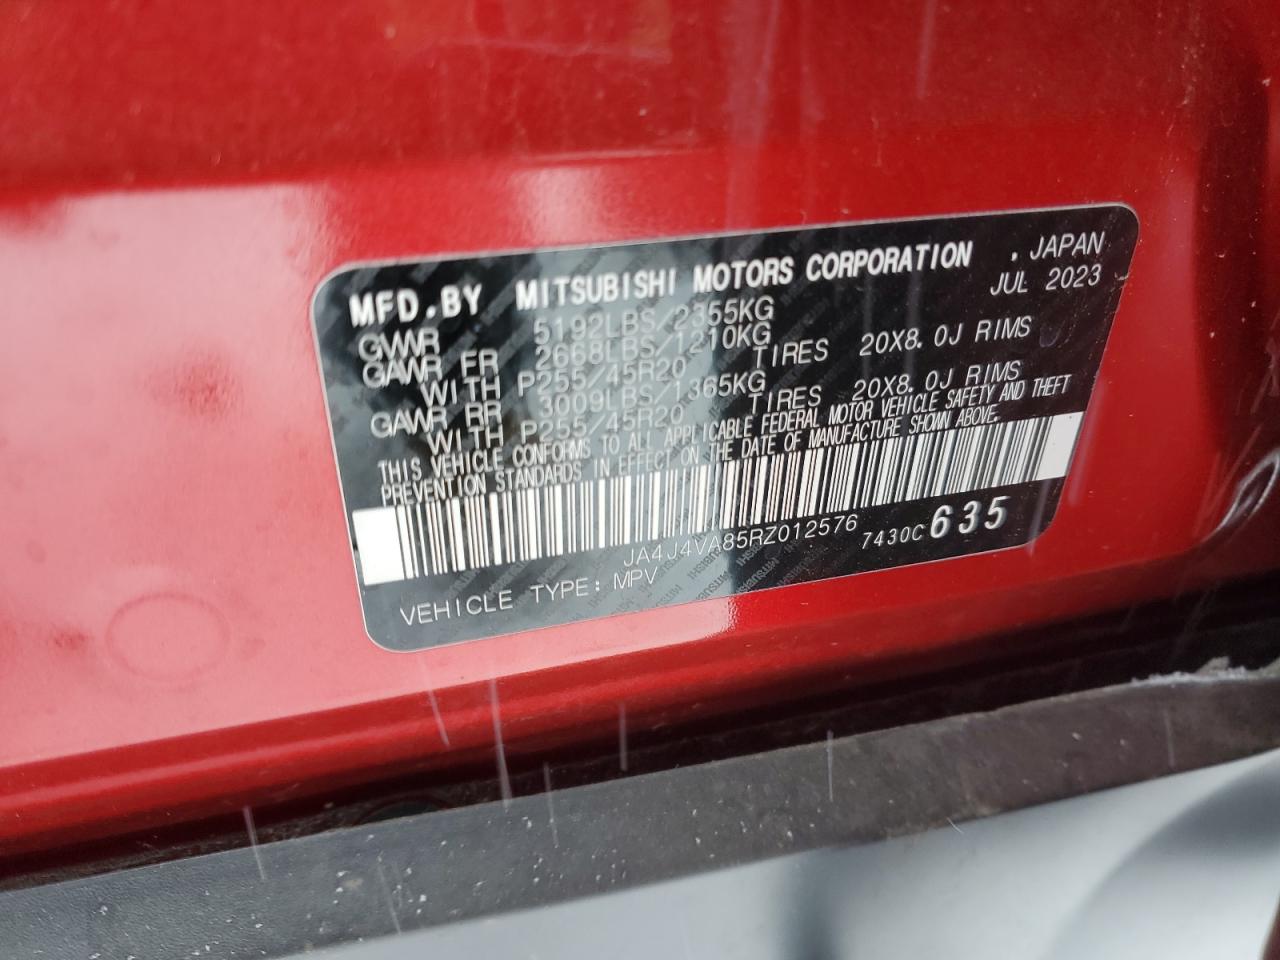 MFD.BY MITSUBISHI MOTORS CORPORATION . JAPAN
JUL 2023
GVWR 5192LBS/2355KG
GAWR FR 2668LBS/1210KG
WITH P255/45R20 TIRES 20X8.0J RIMS
GAWR RR 3009LBS/1365KG
WITH P255/45R20 TIRES 20X8.0J RIMS
THIS VEHICLE CONFORMS TO ALL APPLICABLE FEDERAL MOTOR VEHICLE SAFETY AND THEFT
PREVENTION STANDARDS IN EFFECT ON THE DATE OF MANUFACTURE SHOWN ABOVE.
JA4J4VA85RZ012576 7430C 635
VEHICLE TYPE: MPV